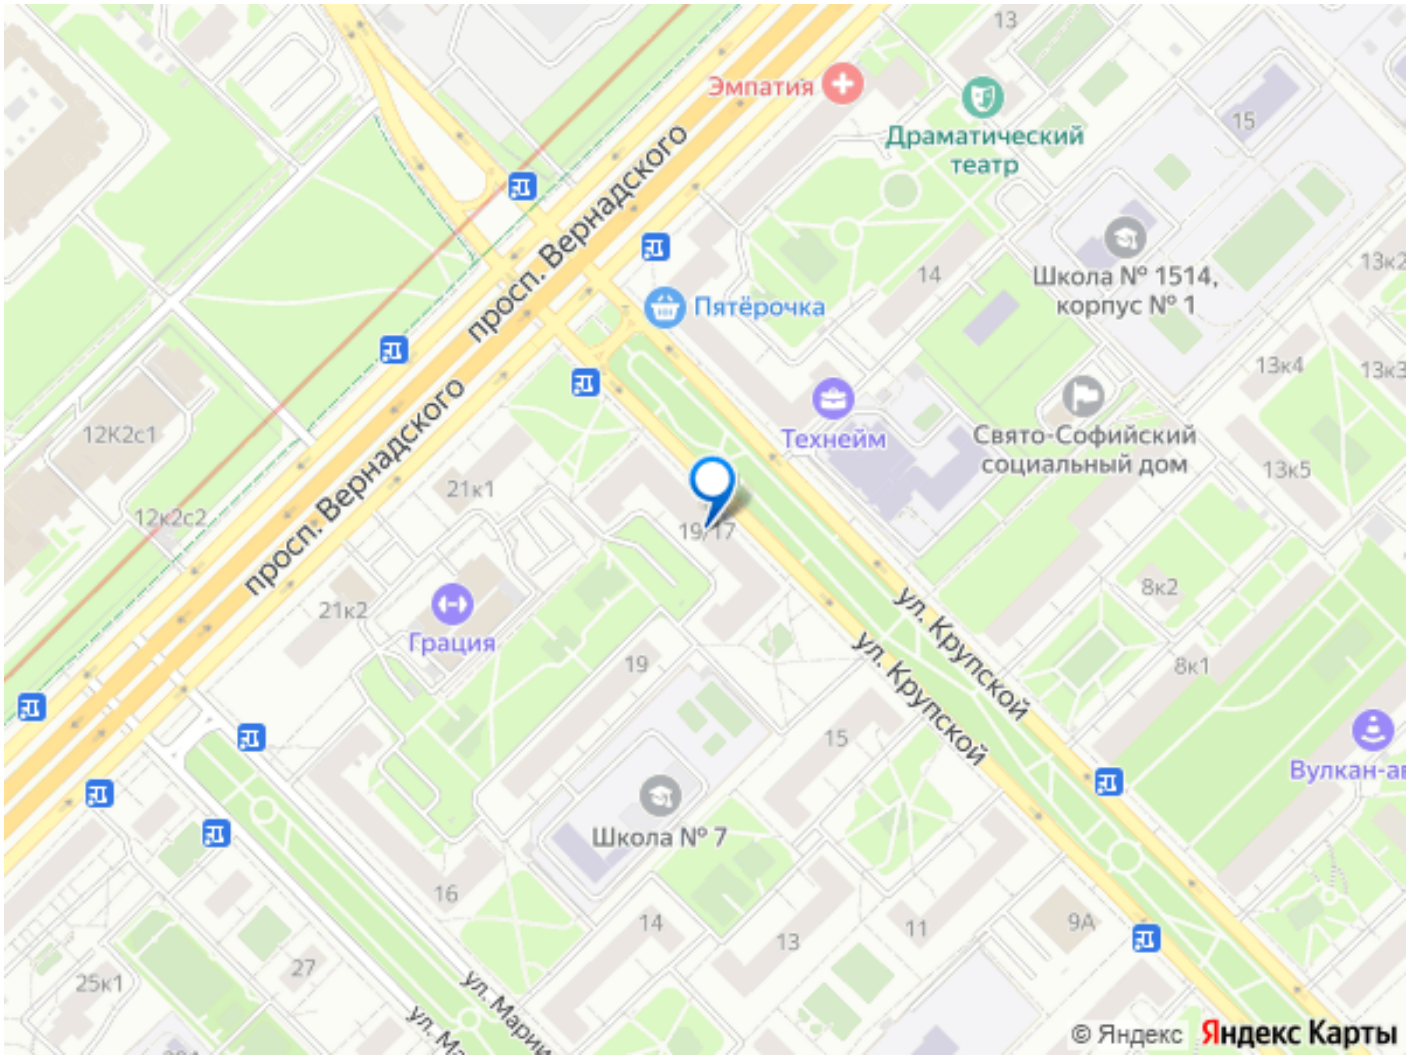 13
Эмпатия
Драматический
театр
15
просп. Вернадского
14
Школа № 1514,
корпус № 1
13к2
Пятёрочка
13к4
13к3
Технейм
Свято-Софийский
социальный дом
13к5
12К2с1
просп. Вернадского
21к1
12к2с2
19/17
8к2
ул. Крупской
21к2
Грация
ул. Крупской
19
8к1
15
Вулкан-ав
Школа № 7
16
14
13
11
9А
25к1
27
ул. Марии
ул. Ма
© Яндекс Яндекс Карты